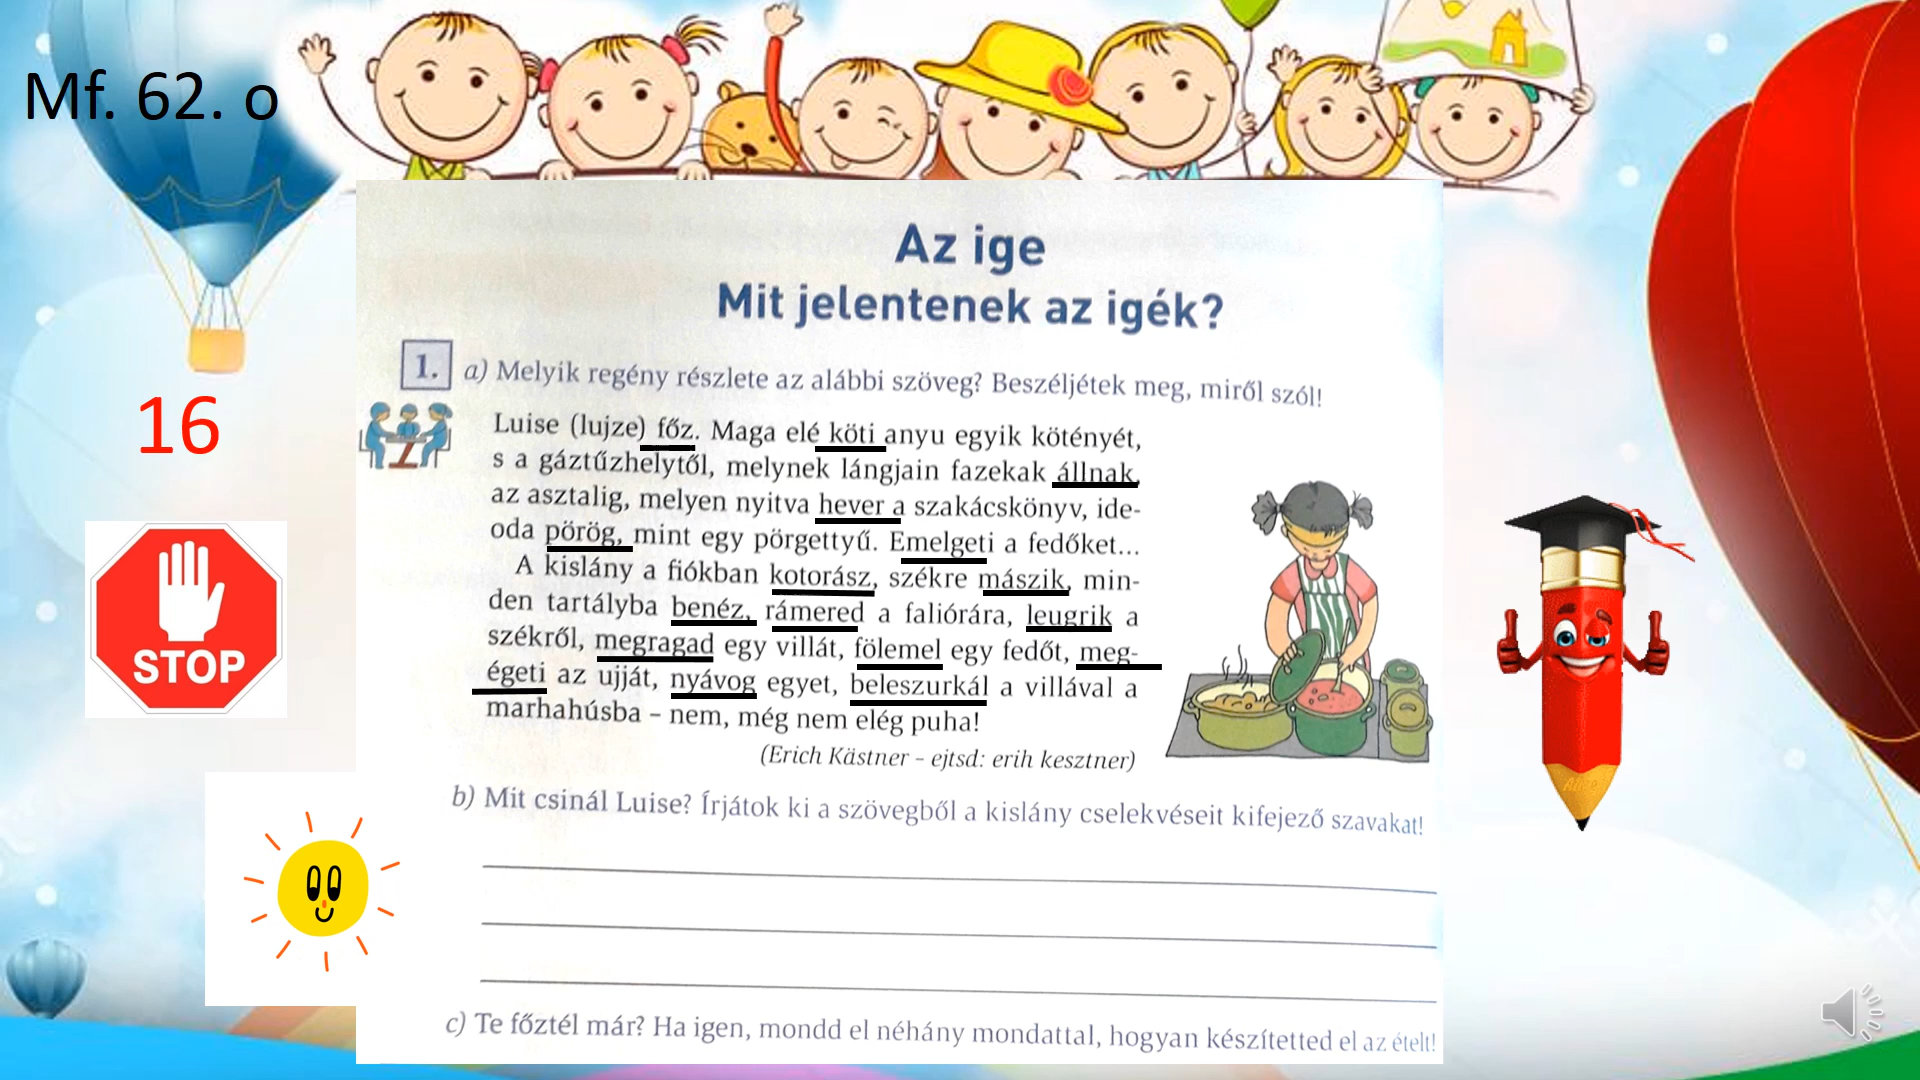 Mf. 62. o
16
STOP
Az ige
Mit jelentenek az igék?
1. a) Melyik regény részlete az alábbi szöveg? Beszéljétek meg, miről szól!
Luise (lujze) főz. Maga elé köti anyu egyik kötényét,
s a gáztűzhelytől, melynek lángjain fazekak állnak,
az asztalig, melyen nyitva hever a szakácskönyv, ide-
oda pörög, mint egy pörgettyű. Emelgeti a fedőket...
A kislány a fiókban kotorász, székre mászik, min-
den tartályba benéz, rámered a faliórára, leugrik a
székről, megragad egy villát, fölemel egy fedőt, meg-
égeti az ujját, nyávog egyet, beleszurkál a villával a
marhahúsba – nem, még nem elég puha!
(Erich Kästner – ejtsd: erih kesztner)
b) Mit csinál Luise? Írjátok ki a szövegből a kislány cselekvéseit kifejező szavakat!
c) Te főztél már? Ha igen, mondd el néhány mondattal, hogyan készítetted el az ételt!